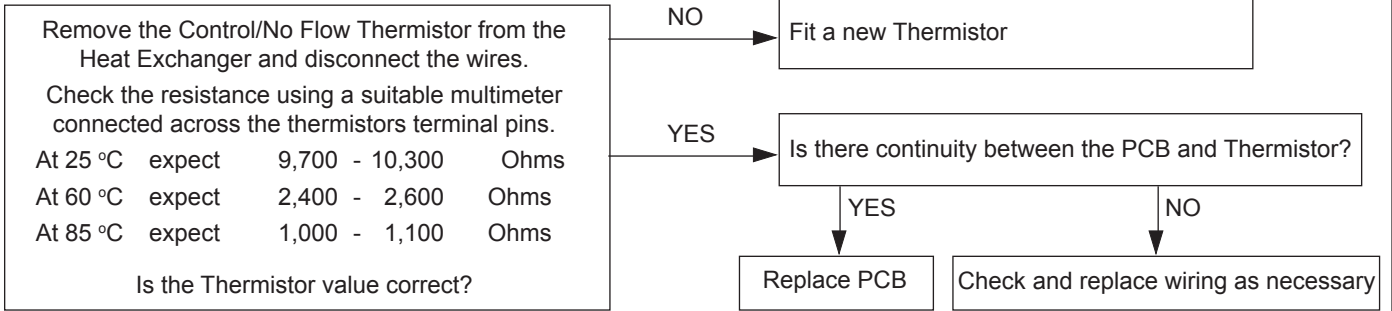 Remove the Control/No Flow Thermistor from the
Heat Exchanger and disconnect the wires.
Check the resistance using a suitable multimeter
connected across the thermistors terminal pins.
At 25 °C expect 9,700 - 10,300 Ohms
At 60 °C expect 2,400 - 2,600 Ohms
At 85 °C expect 1,000 - 1,100 Ohms
Is the Thermistor value correct?
NO
Fit a new Thermistor
YES
Is there continuity between the PCB and Thermistor?
YES
NO
Replace PCB
Check and replace wiring as necessary